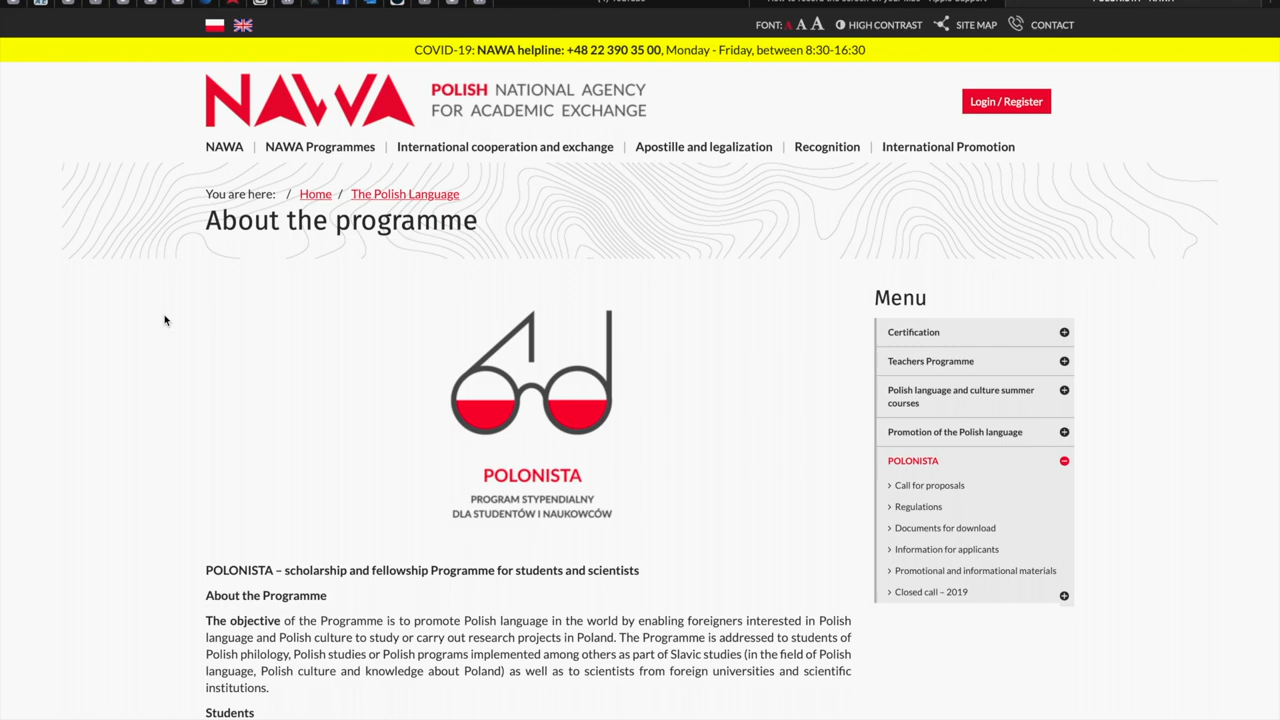 FONT: A A A HIGH CONTRAST SITE MAP CONTACT
COVID-19: NAWA helpline: +48 22 390 35 00, Monday - Friday, between 8:30-16:30
NAWA
POLISH NATIONAL AGENCY
FOR ACADEMIC EXCHANGE
Login / Register
NAWA | NAWA Programmes | International cooperation and exchange | Apostille and legalization | Recognition | International Promotion
You are here: / Home / The Polish Language
About the programme
POLONISTA
PROGRAM STYPENDIALNY
DLA STUDENTÓW I NAUKOWCÓW
POLONISTA – scholarship and fellowship Programme for students and scientists
About the Programme
The objective of the Programme is to promote Polish language in the world by enabling foreigners interested in Polish
language and Polish culture to study or carry out research projects in Poland. The Programme is addressed to students of
Polish philology, Polish studies or Polish programs implemented among others as part of Slavic studies (in the field of Polish
language, Polish culture and knowledge about Poland) as well as to scientists from foreign universities and scientific
institutions.
Students
Menu
Certification
Teachers Programme
Polish language and culture summer
courses
Promotion of the Polish language
POLONISTA
› Call for proposals
› Regulations
› Documents for download
› Information for applicants
› Promotional and informational materials
› Closed call – 2019